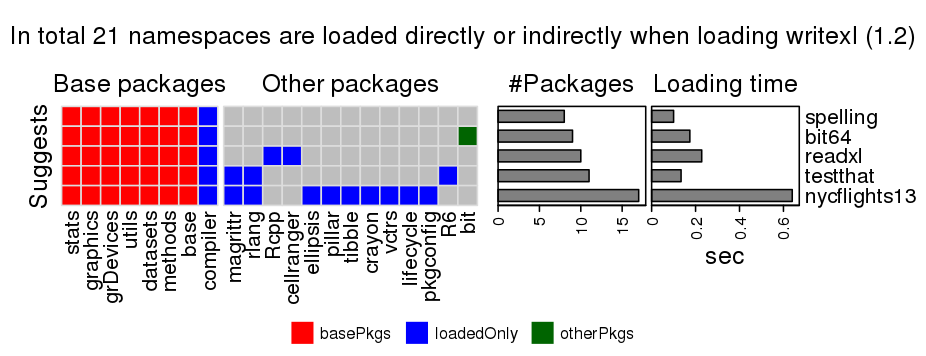 In total 21 namespaces are loaded directly or indirectly when loading writexl (1.2)
Base packages
Other packages
#Packages
Loading time
Suggests
spelling
bit64
readxl
testthat
nycflights13
stats
graphics
grDevices
utils
datasets
methods
base
compiler
magrittr
rlang
Rcpp
cellranger
ellipsis
pillar
tibble
crayon
vctrs
lifecycle
pkgconfig
R6
bit
0
5
10
15
0
0.2
0.4
0.6
sec
basePkgs
loadedOnly
otherPkgs